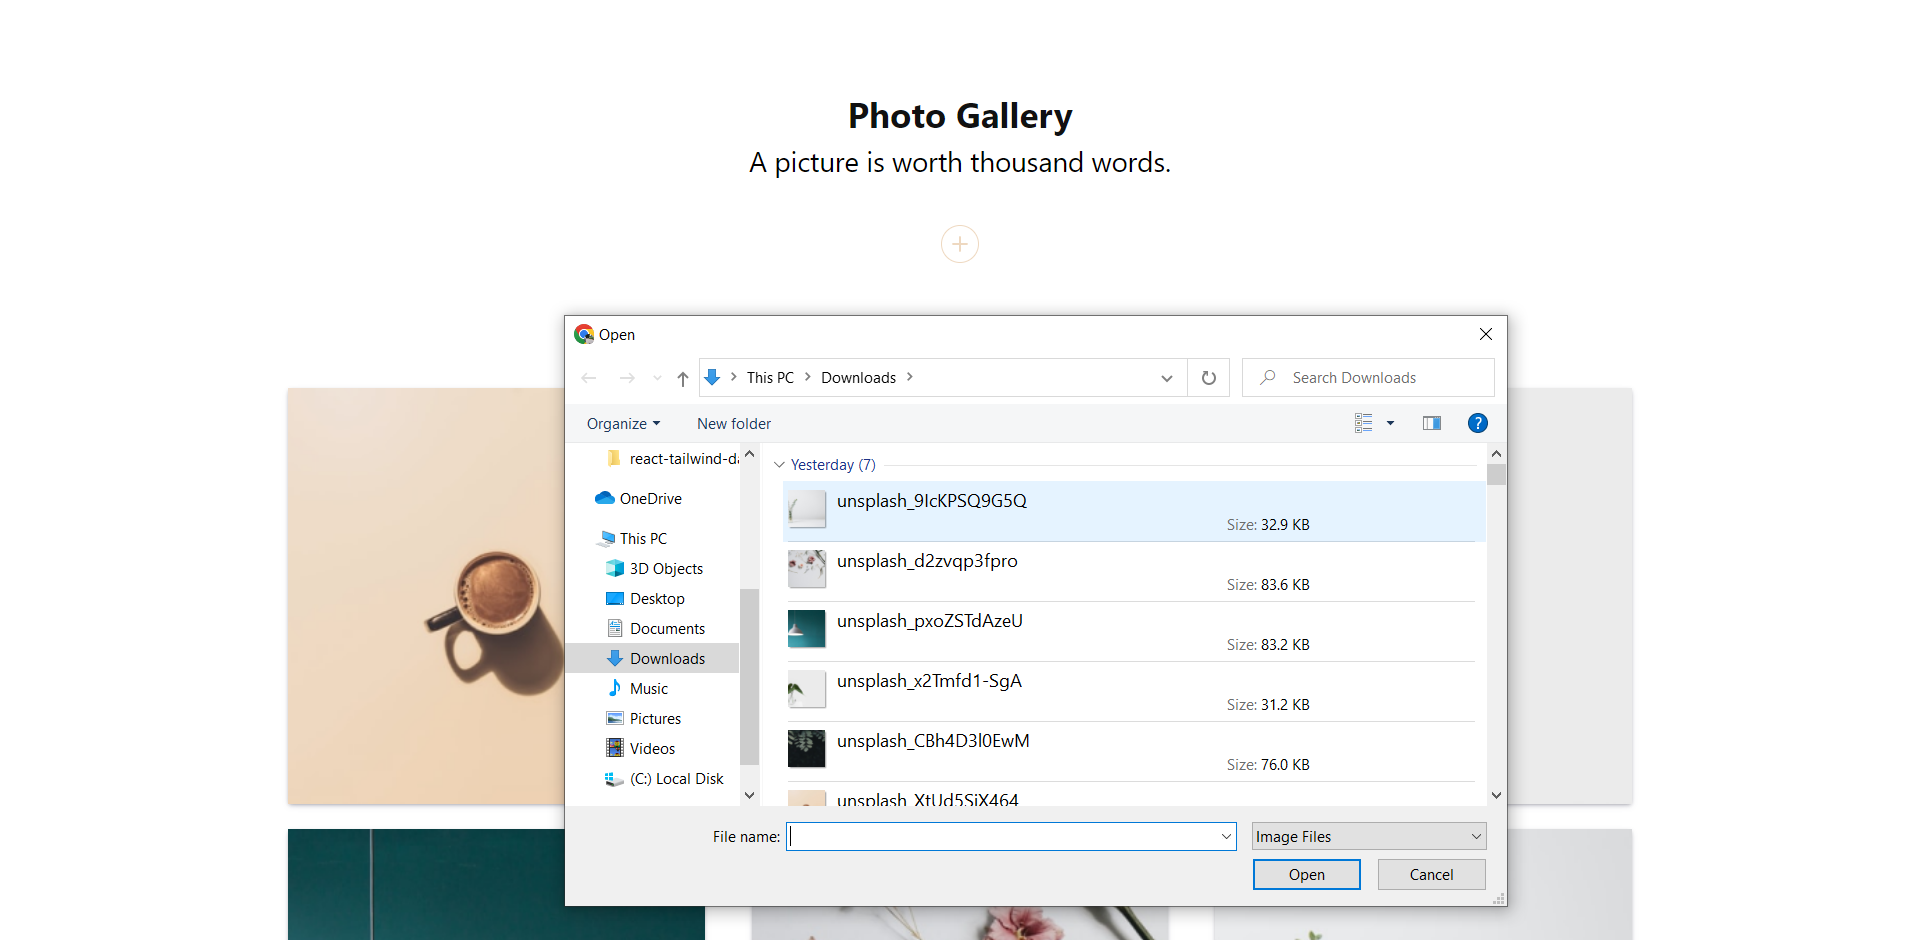 Photo Gallery
A picture is worth thousand words.
Open
This PC
Downloads
Search Downloads
Organize
New folder
react-tailwind-da
OneDrive
This PC
3D Objects
Desktop
Documents
Downloads
Music
Pictures
Videos
(C:) Local Disk
Yesterday (7)
unsplash_9IcKPSQ9G5Q
Size: 32.9 KB
unsplash_d2zvqp3fpro
Size: 83.6 KB
unsplash_pxoZSTdAzeU
Size: 83.2 KB
unsplash_x2Tmfd1-SgA
Size: 31.2 KB
unsplash_CBh4D3l0EwM
Size: 76.0 KB
unsplash_XtUd5SiX464
File name:
Image Files
Open
Cancel